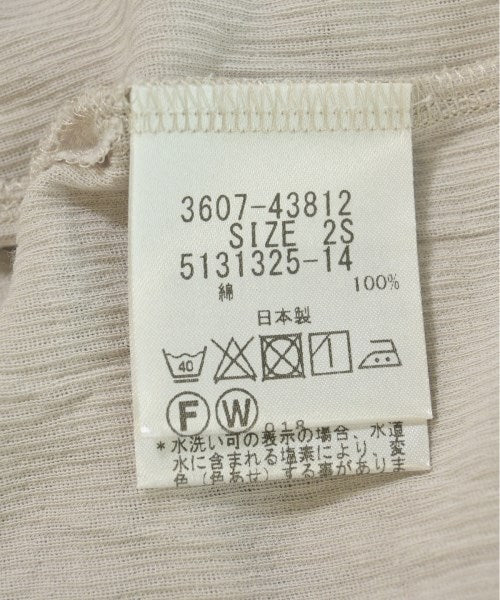 3607-43812
SIZE 2S
5131325-14
綿 100%
日本製
40
F W
018
*水洗い可の表示の場合、水道
水に含まれる塩素により、変
色(色あせ)する事がありま